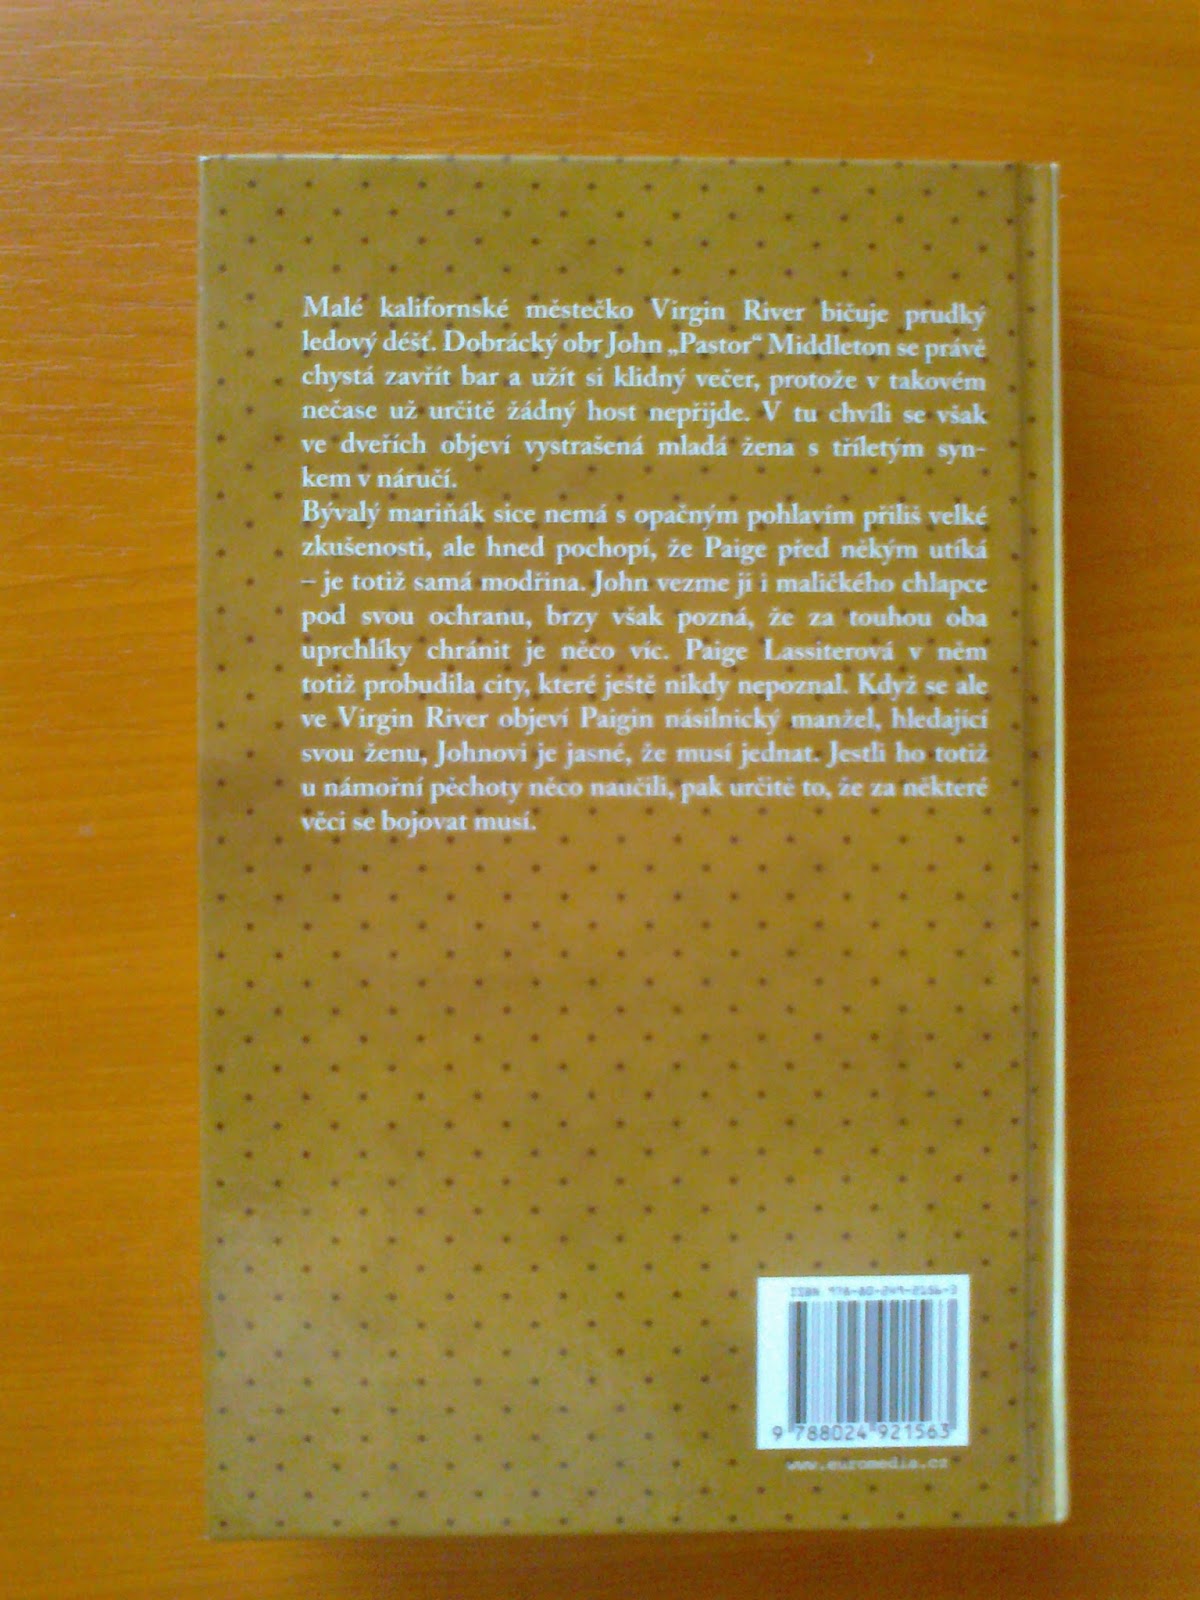 Malé kalifornské městečko Virgin River bičuje prudký
ledový déšť. Dobrácký obr John „Pastor“ Middleton se právě
chystá zavřít bar a užít si klidný večer, protože v takovém
nečase už určitě žádný host nepřijde. V tu chvíli se však
ve dveřích objeví vystrašená mladá žena s tříletým syn-
kem v náručí.
Bývalý mariňák sice nemá s opačným pohlavím příliš velké
zkušenosti, ale hned pochopí, že Paige před někým utíká
– je totiž samá modřina. John vezme ji i maličkého chlapce
pod svou ochranu, brzy však pozná, že za touhou oba
uprchlíky chránit je něco víc. Paige Lassiterová v něm
totiž probudila city, které ještě nikdy nepoznal. Když se ale
ve Virgin River objeví Paigin násilnický manžel, hledající
svou ženu, Johnovi je jasné, že musí jednat. Jestli ho totiž
u námořní pěchoty něco naučili, pak určitě to, že za některé
věci se bojovat musí.
ISBN 978-80-249-2156-3
9 788024 921563
www.euromedia.cz